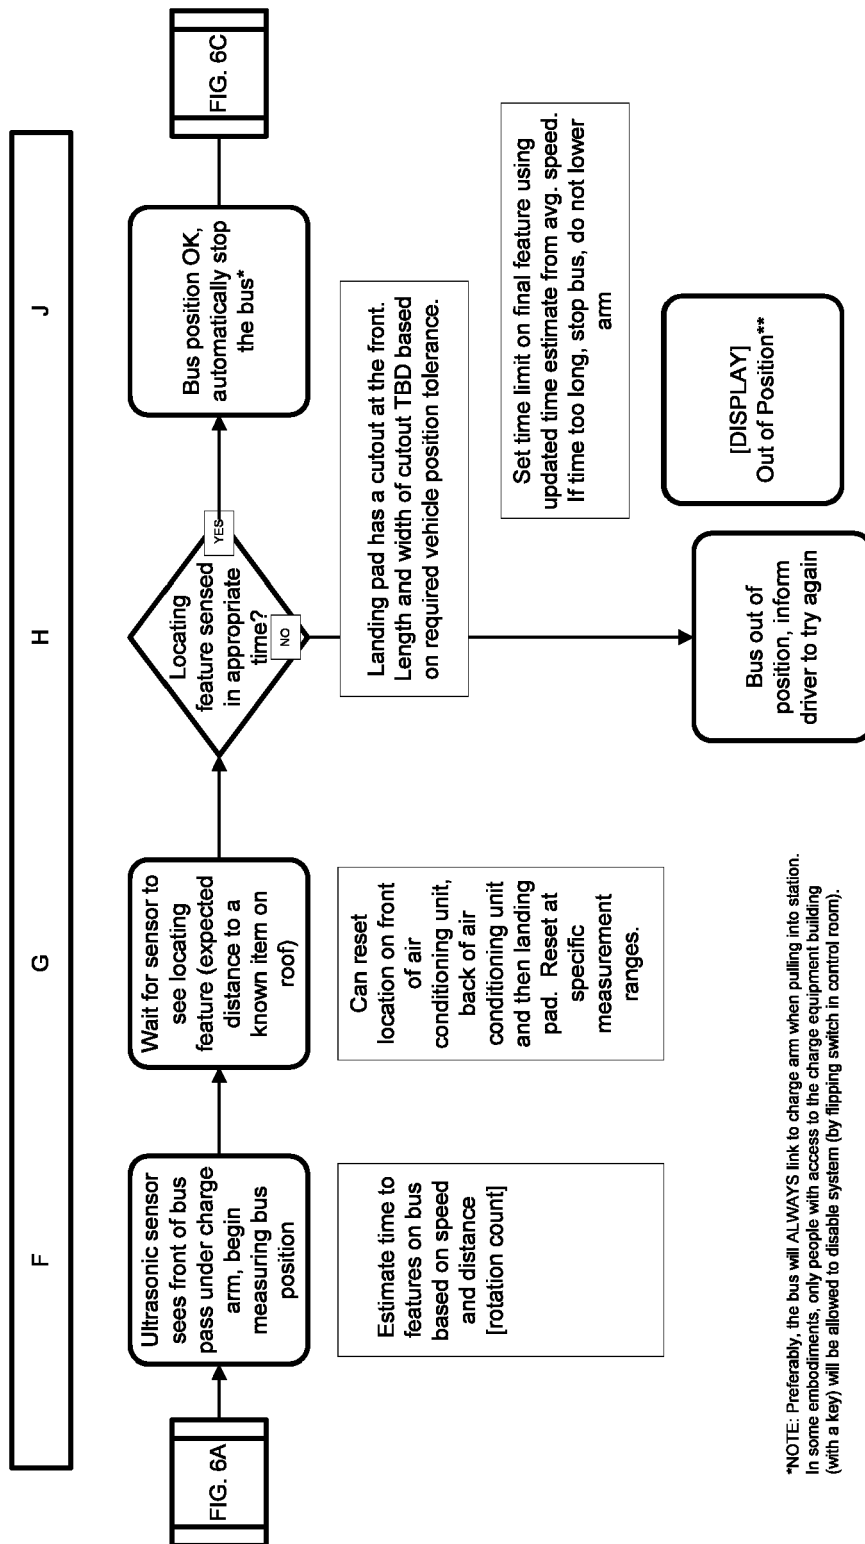 F
G
H
J
FIG. 6A
Ultrasonic sensor
sees front of bus
pass under charge
arm, begin
measuring bus
position
Wait for sensor to
see locating
feature (expected
distance to a
known item on
roof)
Locating
feature sensed
in appropriate
time?
YES
NO
Bus position OK,
automatically stop
the bus*
FIG. 6C
Estimate time to
features on bus
based on speed
and distance
[rotation count]
Can reset
location on front
of air
conditioning unit,
back of air
conditioning unit
and then landing
pad. Reset at
specific
measurement
ranges.
Landing pad has a cutout at the front.
Length and width of cutout TBD based
on required vehicle position tolerance.
Set time limit on final feature using
updated time estimate from avg. speed.
If time too long, stop bus, do not lower
arm
Bus out of
position, inform
driver to try again
[DISPLAY]
Out of Position**
*NOTE: Preferably, the bus will ALWAYS link to charge arm when pulling into station.
In some embodiments, only people with access to the charge equipment building
(with a key) will be allowed to disable system (by flipping switch in control room).